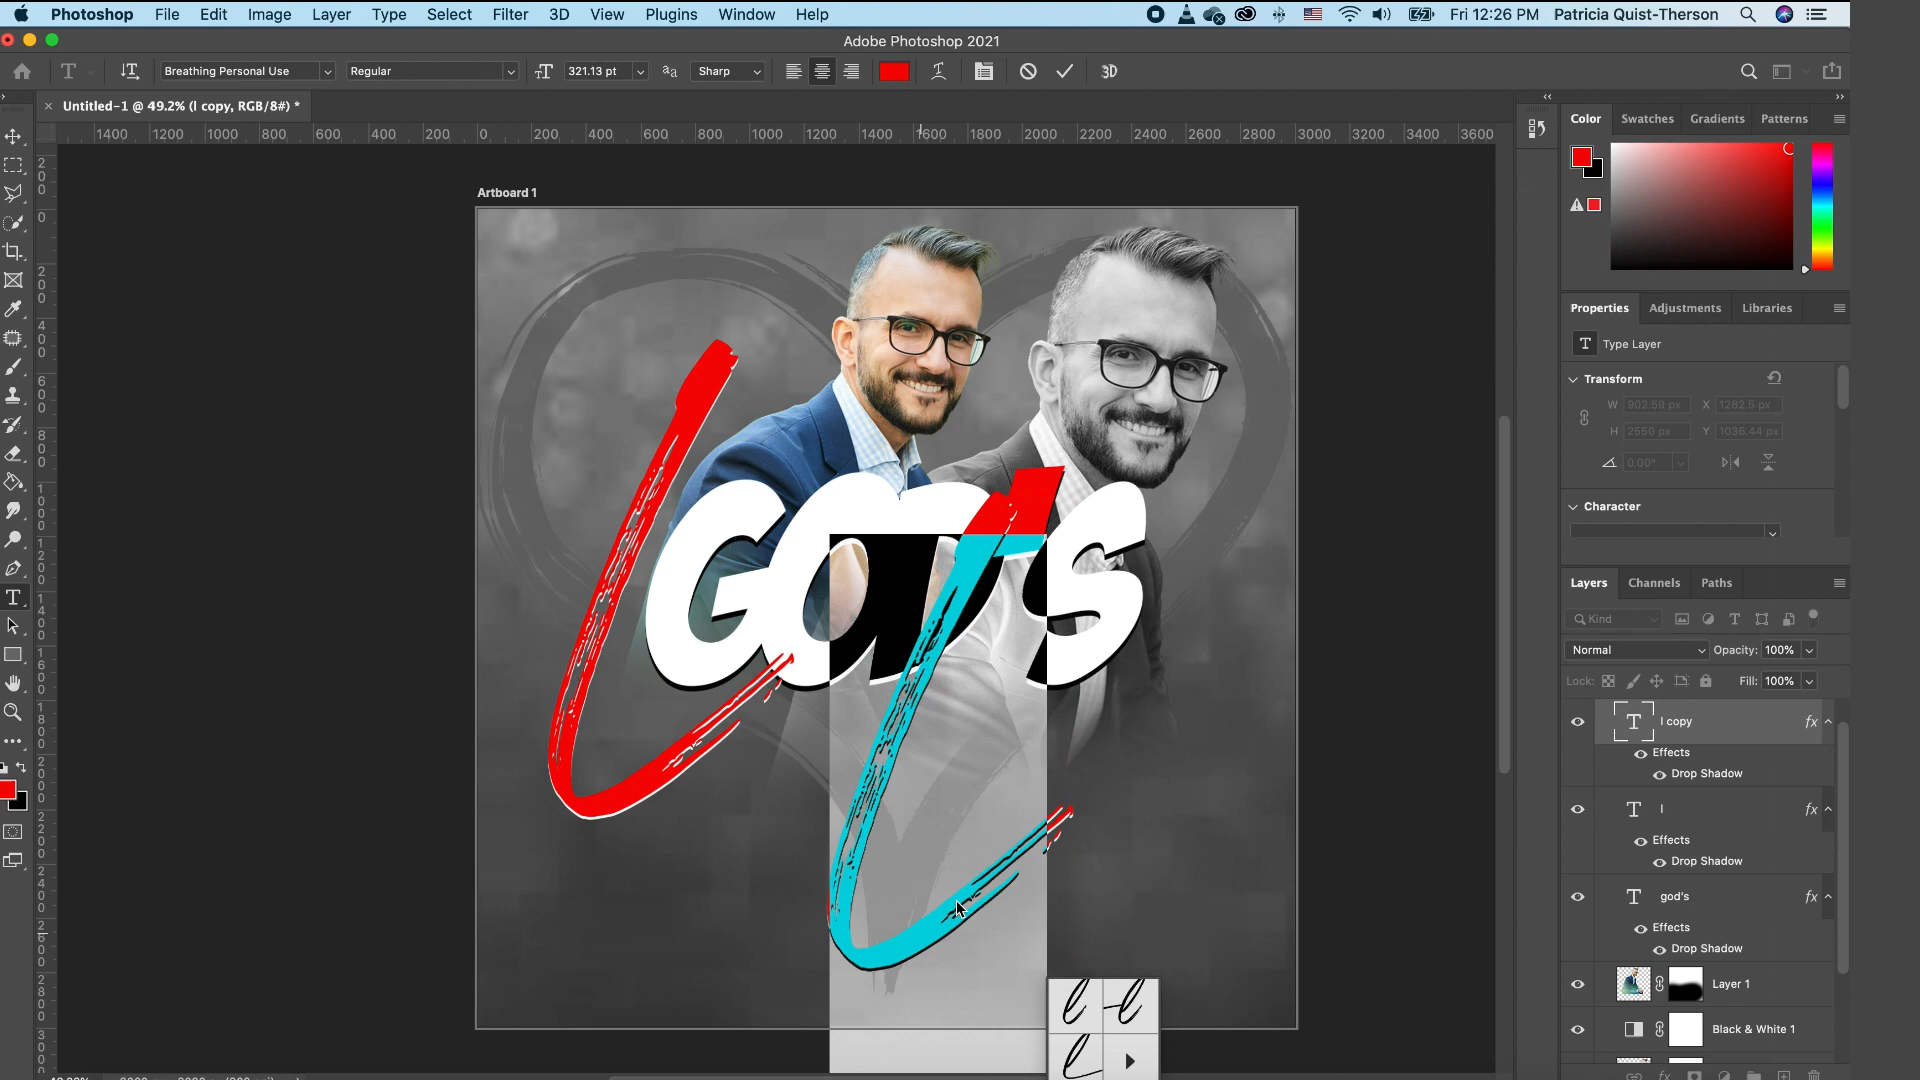 Photoshop File Edit Image Layer Type Select Filter 3D View Plugins Window Help Fri 12:26 PM Patricia Quist-Therson
Adobe Photoshop 2021
Breathing Personal Use Regular 321.13 pt Sharp 3D
Untitled-1 @ 49.2% (l copy, RGB/8#) *
1400 1200 1000 800 600 400 200 0 200 400 600 800 1000 1200 1400 1600 1800 2000 2200 2400 2600 2800 3000 3200 3400 3600
Artboard 1
GOD'S
l
l
Color Swatches Gradients Patterns
Properties Adjustments Libraries
Type Layer
Transform
W 902.59 px X 1282.5 px
H 2550 px Y 1036.44 px
0.00°
Character
Layers Channels Paths
Kind
Normal Opacity: 100%
Lock: Fill: 100%
l copy fx
Effects
Drop Shadow
l fx
Effects
Drop Shadow
god's fx
Effects
Drop Shadow
Layer 1
Black & White 1